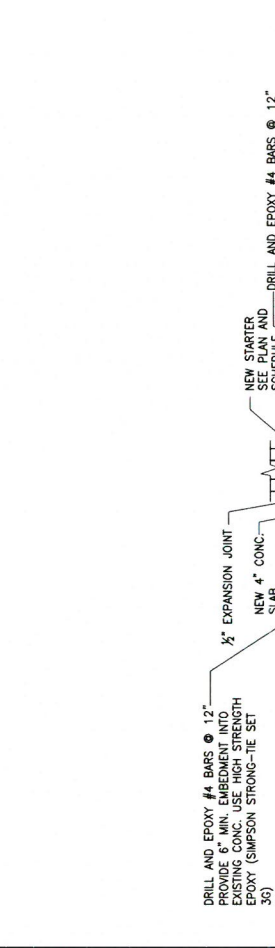 DRILL AND EPOXY #4 BARS @ 12"
PROVIDE 6" MIN. EMBEDMENT INTO
EXISTING CONC. USE HIGH STRENGTH
EPOXY (SIMPSON STRONG-TIE SET
3G)
½" EXPANSION JOINT
NEW 4" CONC.
SLAB
NEW STARTER
SEE PLAN AND
SCHEDULE
DRILL AND EPOXY #4 BARS @ 12"